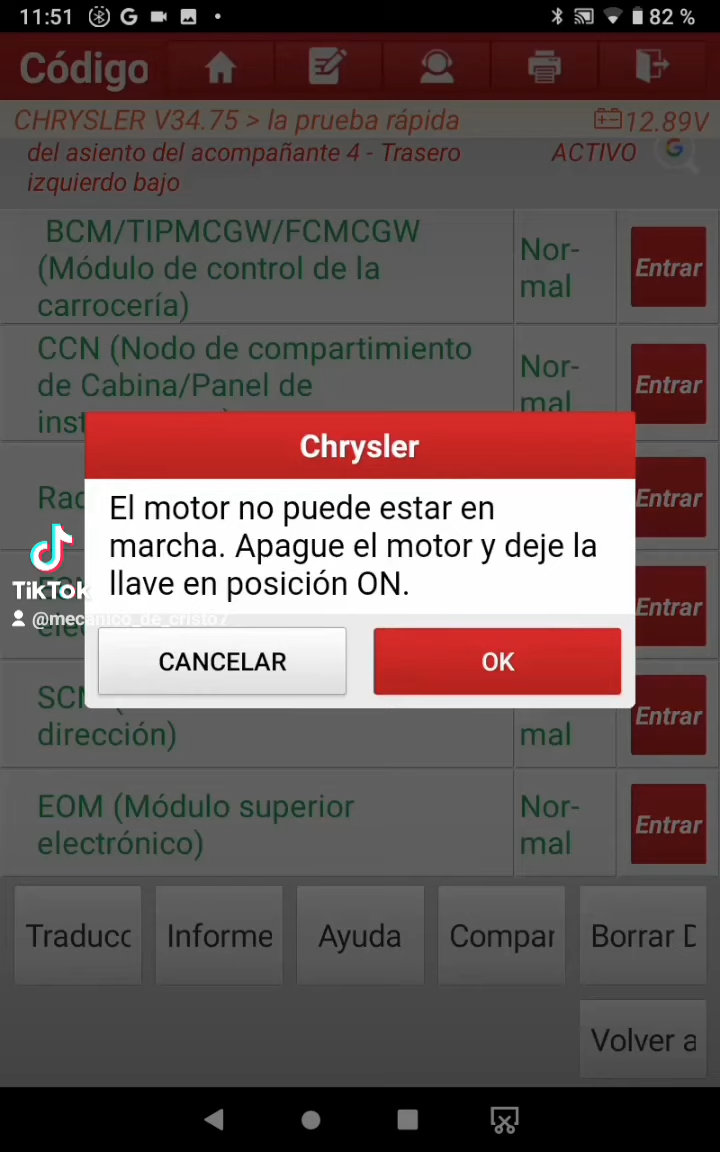 11:51
82 %
Código
CHRYSLER V34.75 > la prueba rápida
12.89V
del asiento del acompañante 4 - Trasero
izquierdo bajo
ACTIVO
BCM/TIPMCGW/FCMCGW
(Módulo de control de la
carrocería)
Nor-
mal
Entrar
CCN (Nodo de compartimiento
de Cabina/Panel de
inst
Nor-
mal
Entrar
Chrysler
El motor no puede estar en
marcha. Apague el motor y deje la
llave en posición ON.
CANCELAR
OK
Rad
Entrar
TikTok
@mecanico_de_cristo7
Entrar
SCM (
dirección)
mal
Entrar
EOM (Módulo superior
electrónico)
Nor-
mal
Entrar
Traducc
Informe
Ayuda
Compar
Borrar D
Volver a